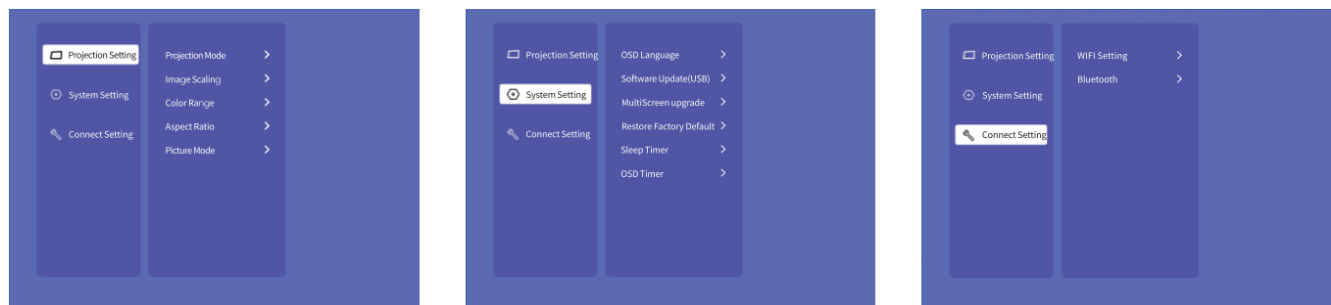 Projection Setting
System Setting
Connect Setting
Projection Mode
Image Scaling
Color Range
Aspect Ratio
Picture Mode
Projection Setting
System Setting
Connect Setting
OSD Language
Software Update(USB)
MultiScreen upgrade
Restore Factory Default
Sleep Timer
OSD Timer
Projection Setting
System Setting
Connect Setting
WIFI Setting
Bluetooth